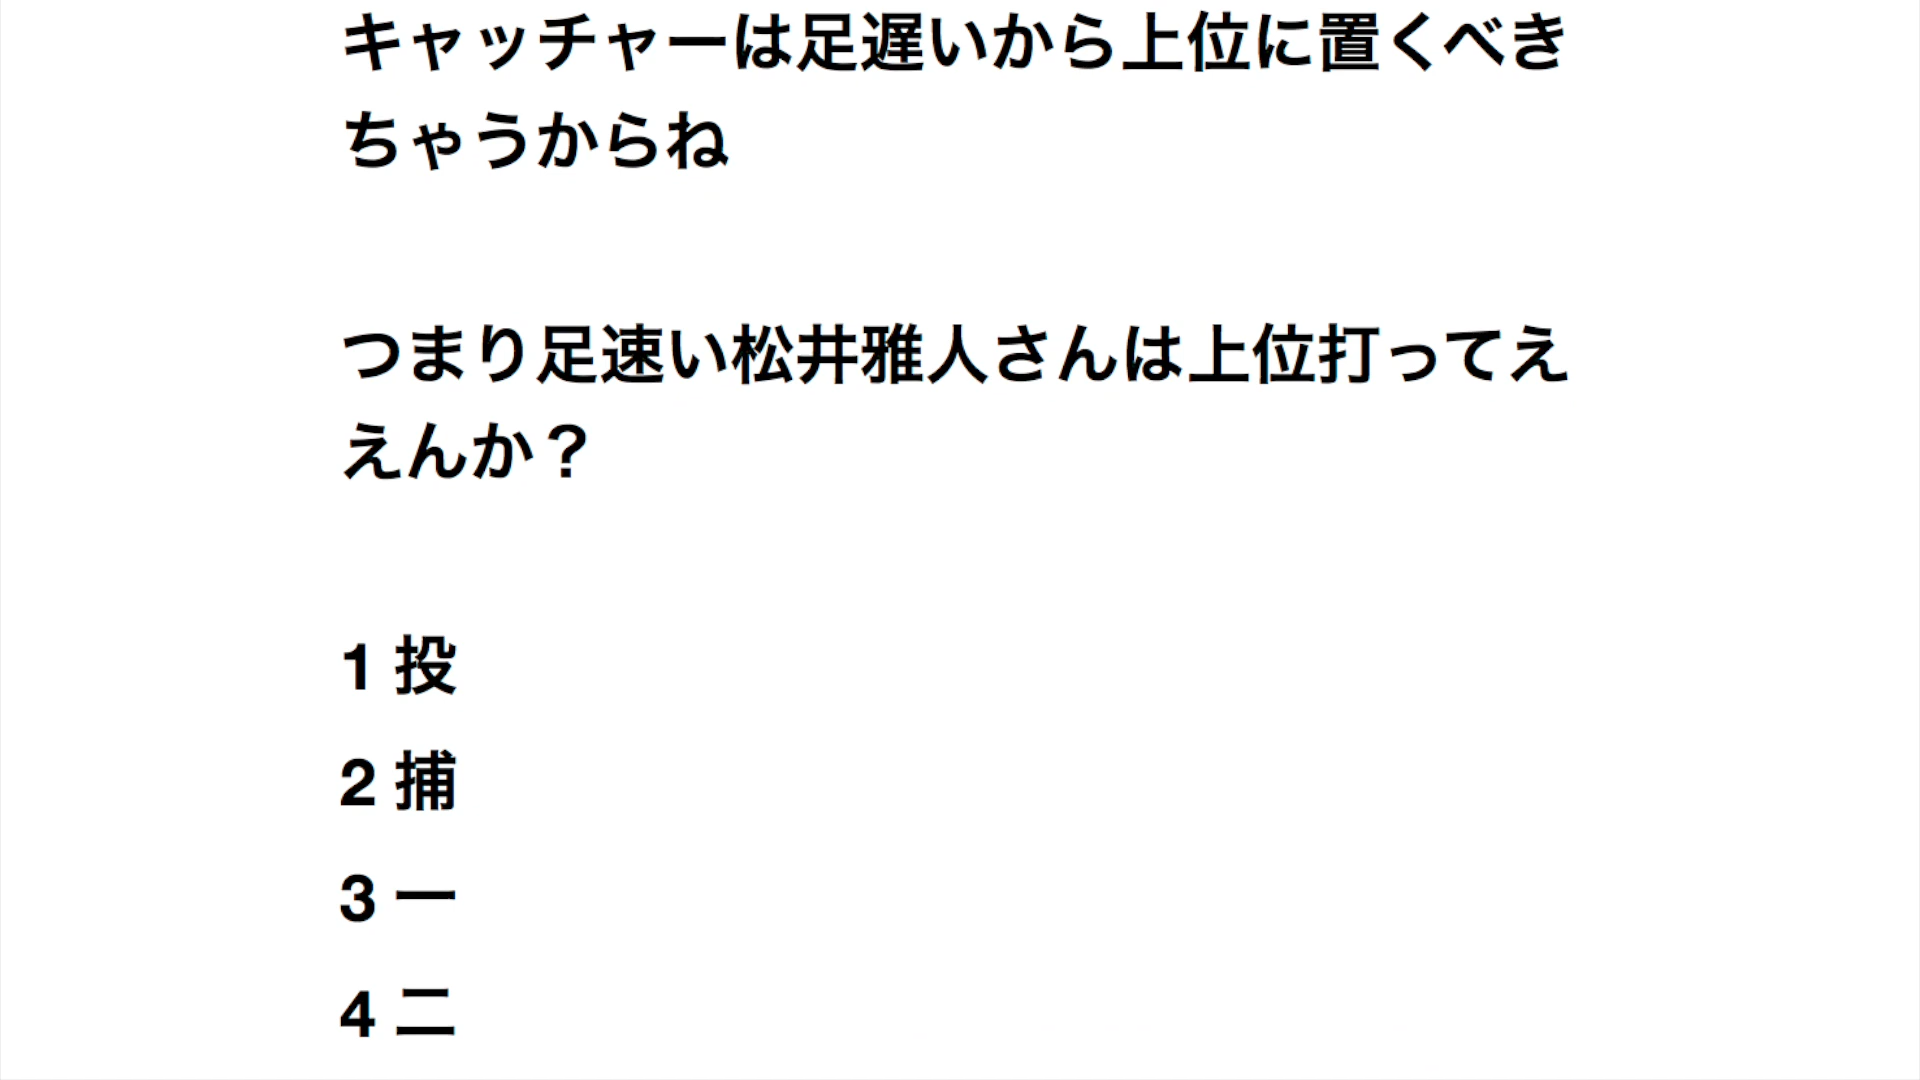 キャッチャーは足遅いから上位に置くべき
ちゃうからね
つまり足速い松井雅人さんは上位打ってえ
えんか？
1 投
2 捕
3 一
4 二